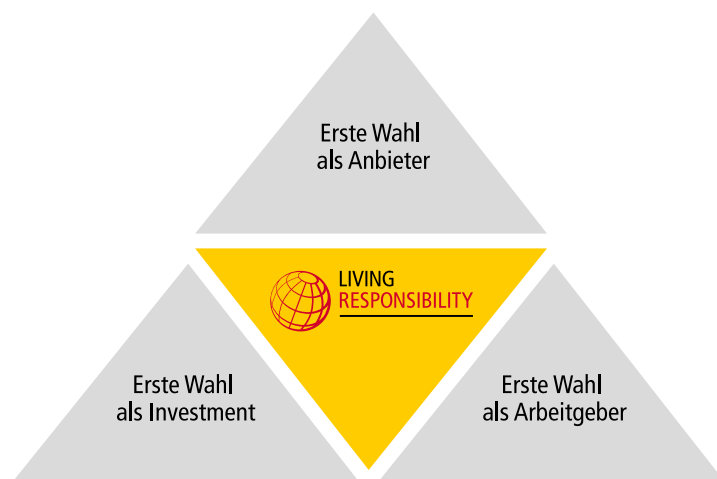 Erste Wahl
als Anbieter
LIVING
RESPONSIBILITY
Erste Wahl
als Investment
Erste Wahl
als Arbeitgeber